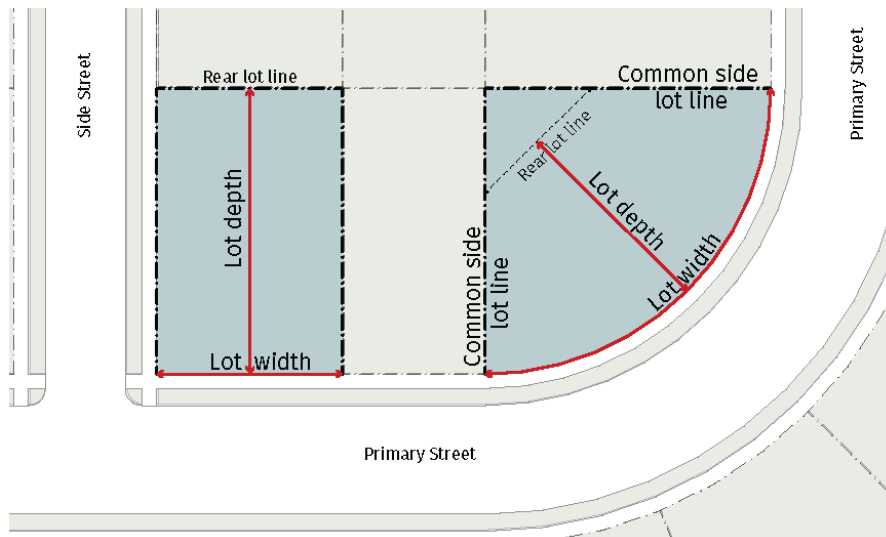 Side Street
Rear lot line
Lot depth
Lot width
Common side
lot line
Rear lot line
Lot depth
Lot width
Common side
lot line
Primary Street
Primary Street